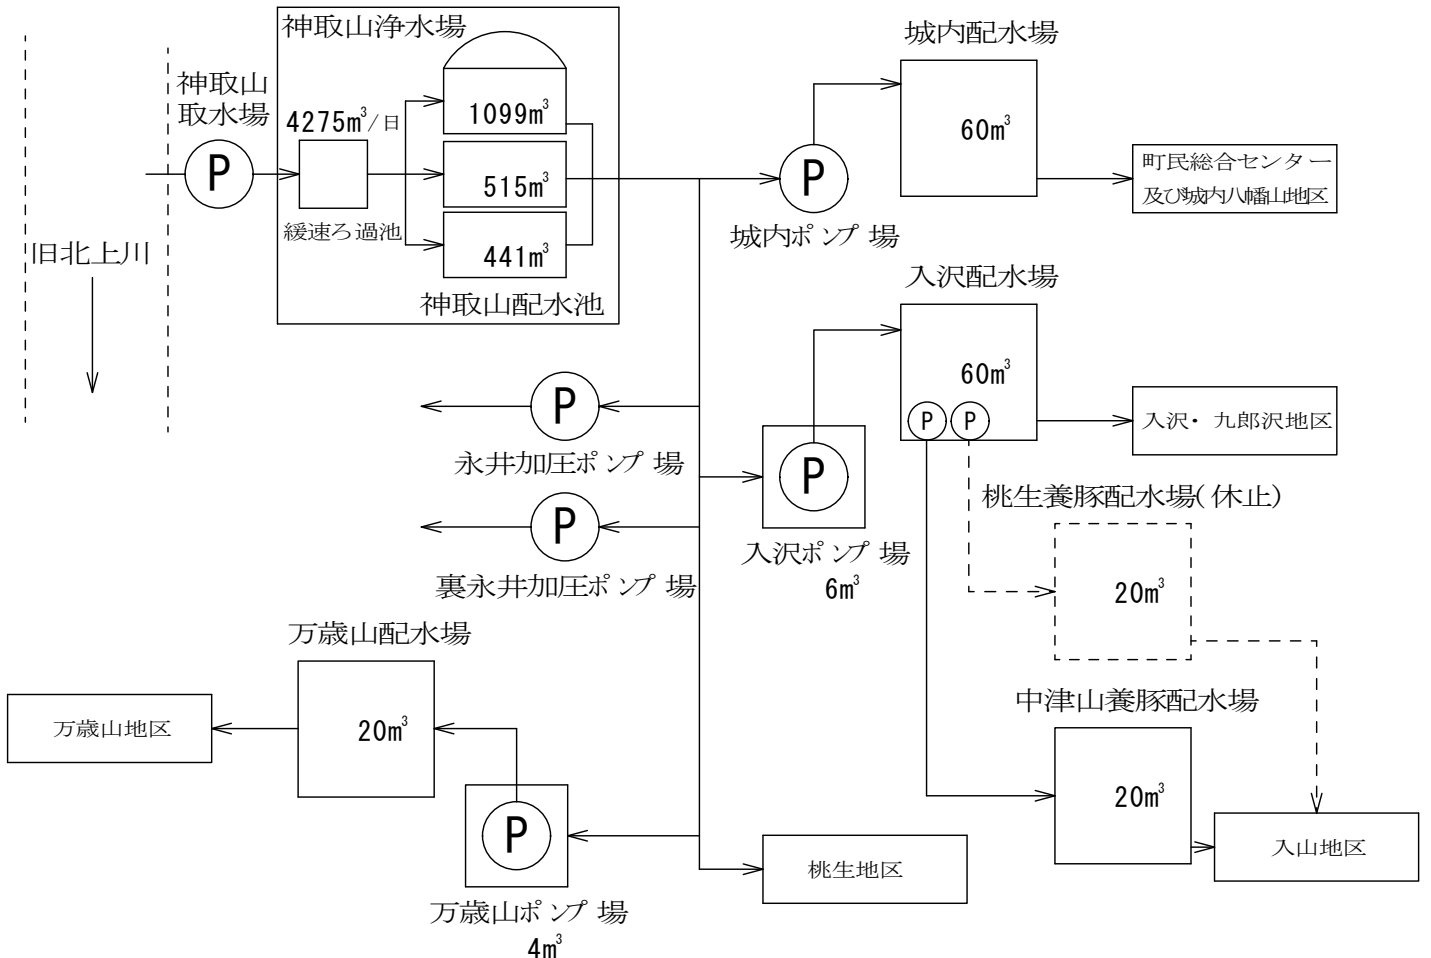 神取山浄水場
城内配水場
神取山
取水場
P
4275m³/日
1099m³
515m³
441m³
緩速ろ過池
神取山配水池
旧北上川
P
城内ポンプ場
60m³
町民総合センター
及び城内八幡山地区
入沢配水場
60m³
P
P
入沢・九郎沢地区
P
永井加圧ポンプ場
P
入沢ポンプ場
6m³
P
裏永井加圧ポンプ場
桃生養豚配水場(休止)
20m³
万歳山配水場
20m³
万歳山地区
中津山養豚配水場
20m³
入山地区
P
万歳山ポンプ場
4m³
桃生地区